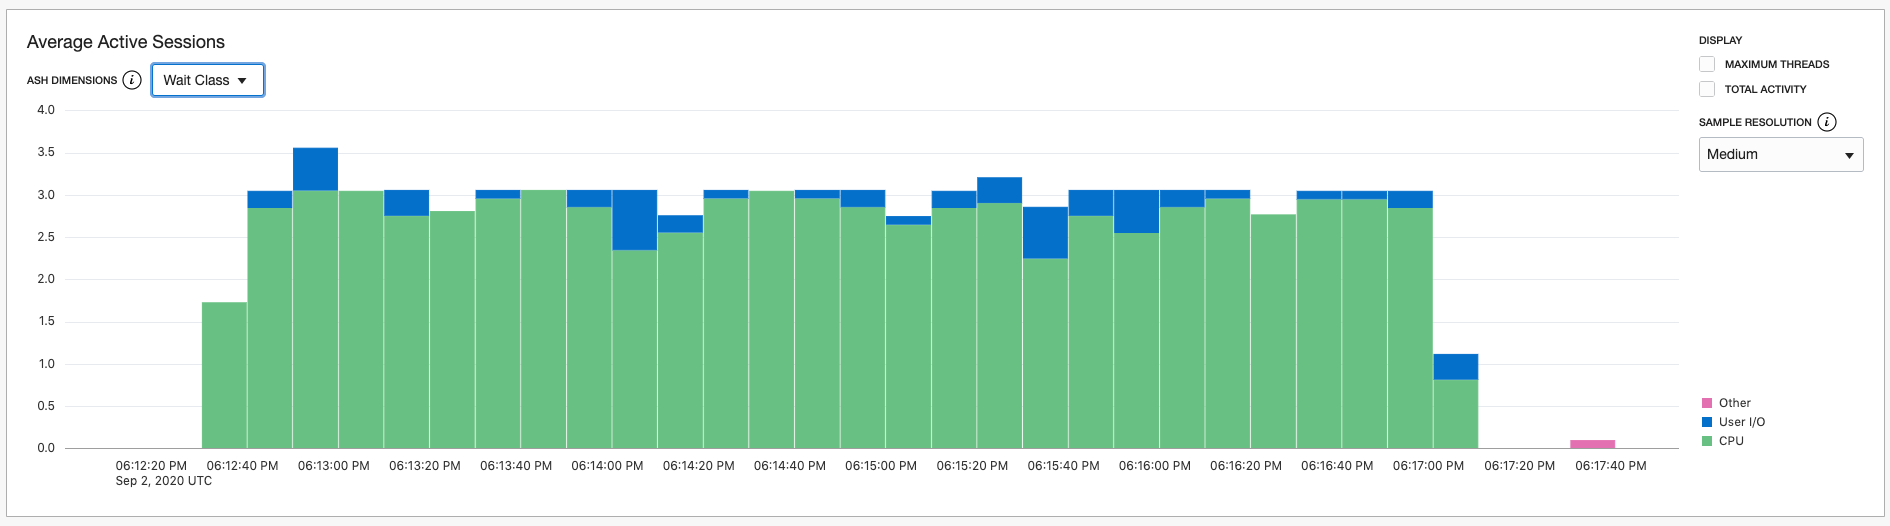 Average Active Sessions
ASH DIMENSIONS i Wait Class
4.0
3.5
3.0
2.5
2.0
1.5
1.0
0.5
0.0
06:12:20 PM 06:12:40 PM 06:13:00 PM 06:13:20 PM 06:13:40 PM 06:14:00 PM 06:14:20 PM 06:14:40 PM 06:15:00 PM 06:15:20 PM 06:15:40 PM 06:16:00 PM 06:16:20 PM 06:16:40 PM 06:17:00 PM 06:17:20 PM 06:17:40 PM
Sep 2, 2020 UTC
DISPLAY
MAXIMUM THREADS
TOTAL ACTIVITY
SAMPLE RESOLUTION i
Medium
Other
User I/O
CPU